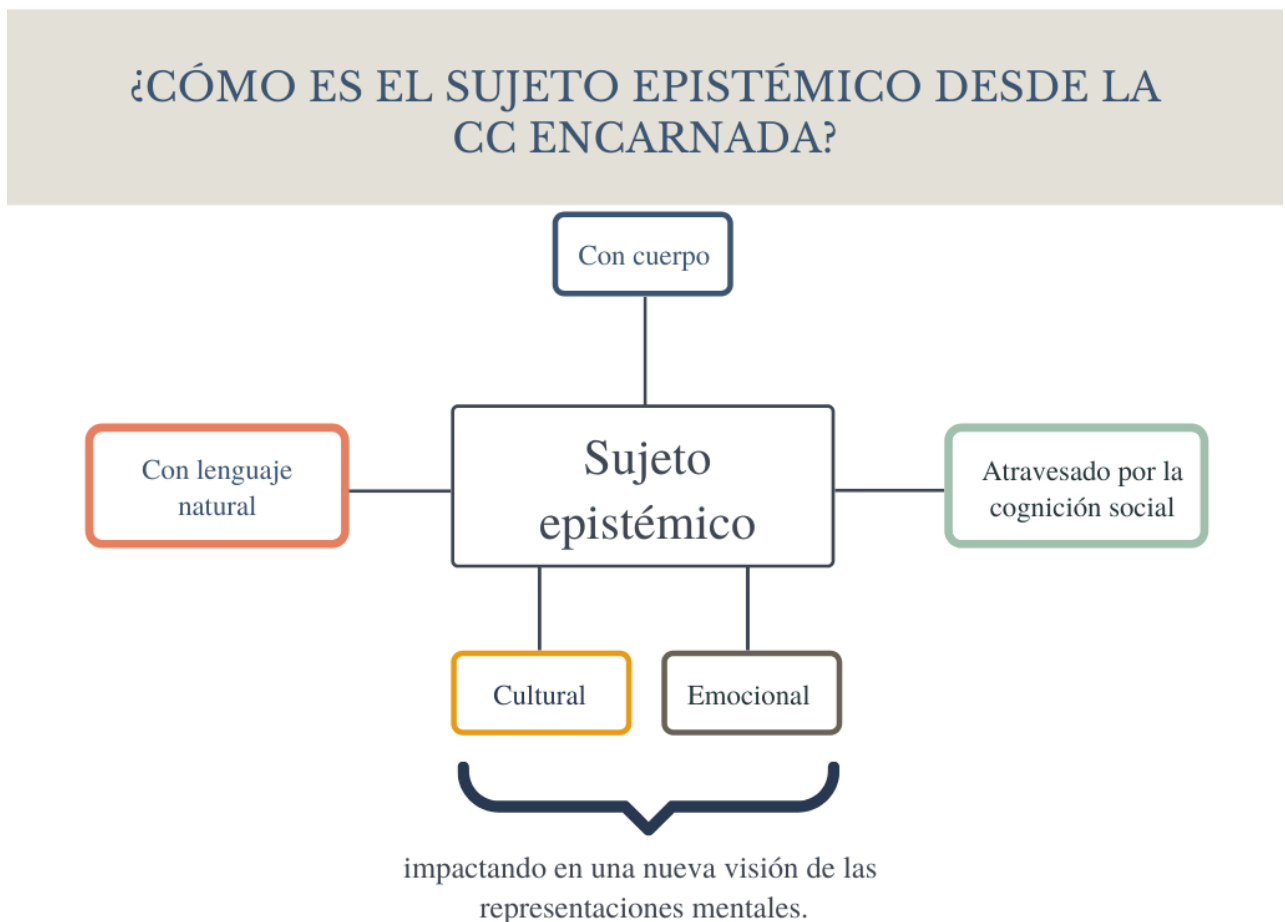 ¿CÓMO ES EL SUJETO EPISTÉMICO DESDE LA
CC ENCARNADA?
Con cuerpo
Con lenguaje
natural
Sujeto
epistémico
Atravesado por la
cognición social
Cultural
Emocional
impactando en una nueva visión de las
representaciones mentales.